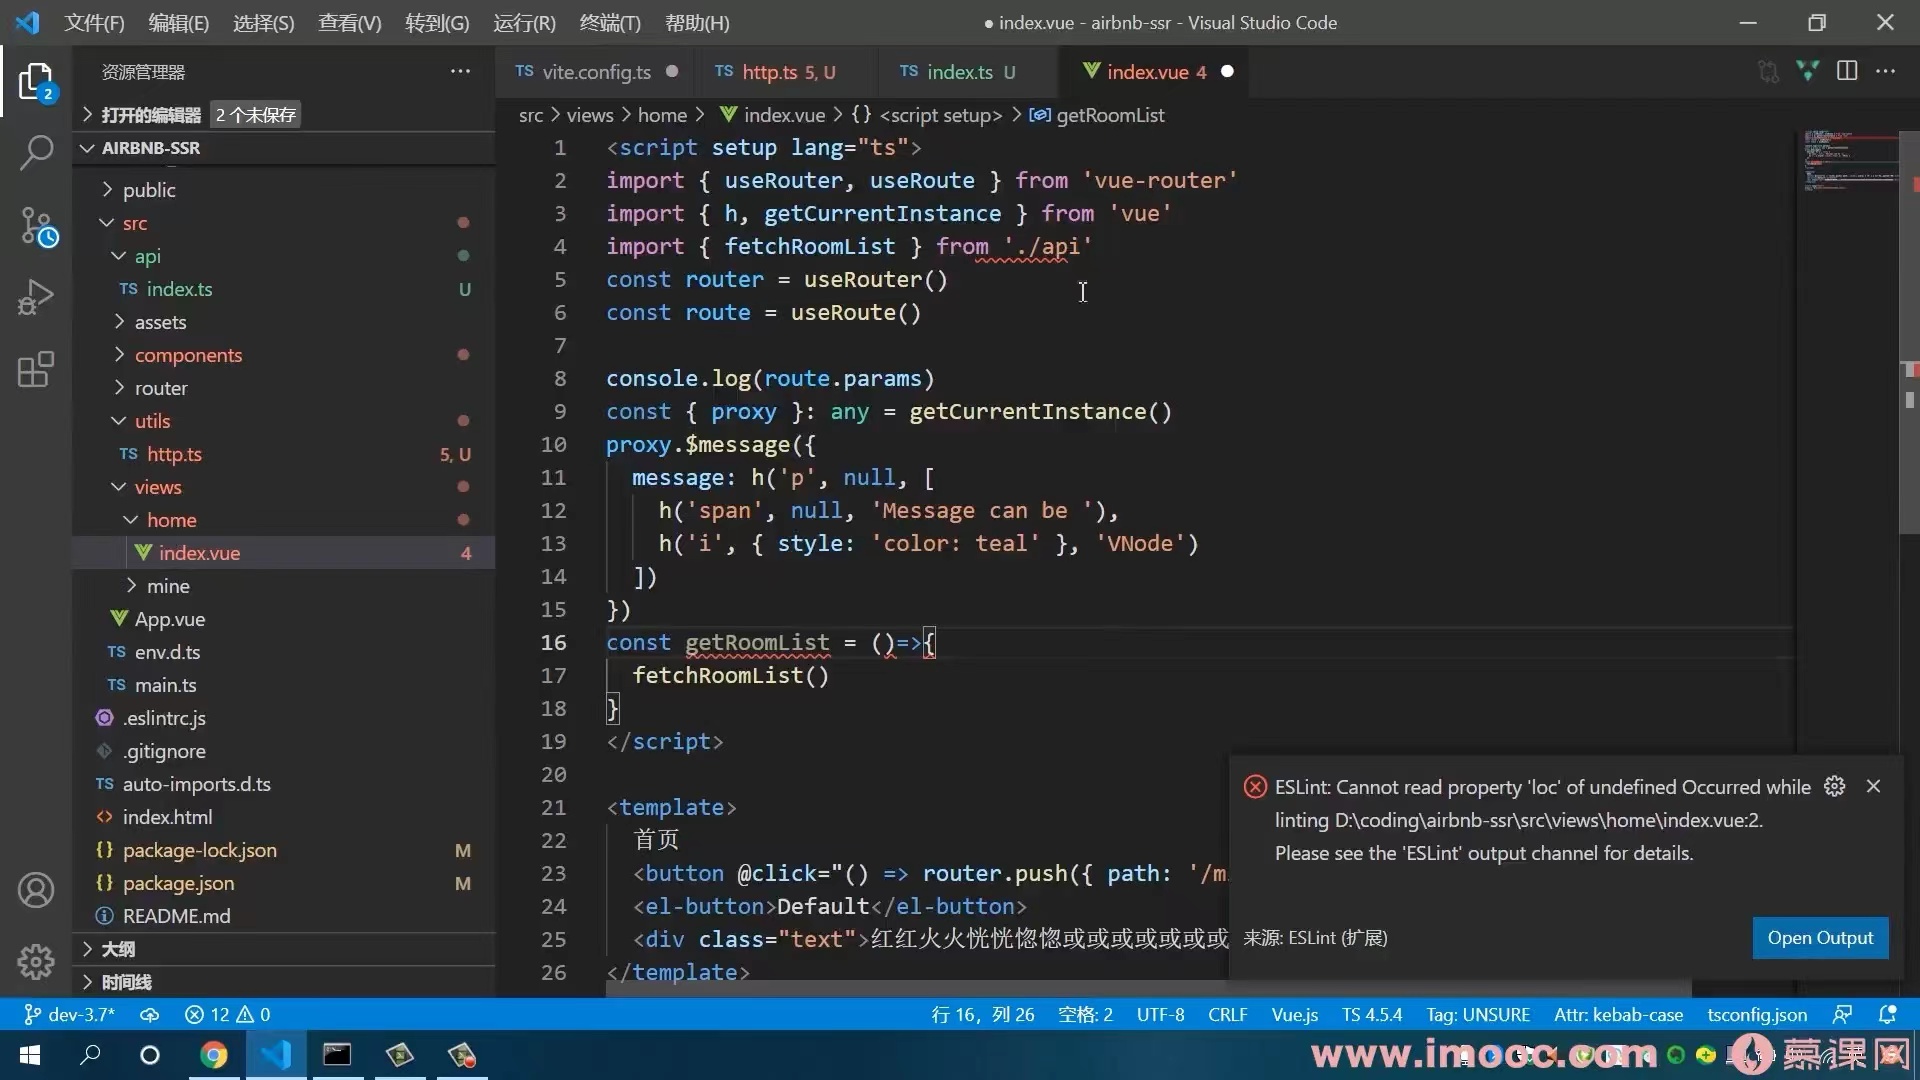 文件(F) 编辑(E) 选择(S) 查看(V) 转到(G) 运行(R) 终端(T) 帮助(H)
● index.vue - airbnb-ssr - Visual Studio Code
资源管理器
打开的编辑器 2 个未保存
AIRBNB-SSR
public
src
api
TS index.ts U
assets
components
router
utils
TS http.ts 5, U
views
home
index.vue 4
mine
App.vue
TS env.d.ts
TS main.ts
.eslintrc.js
.gitignore
TS auto-imports.d.ts
<> index.html
{} package-lock.json M
{} package.json M
README.md
大纲
时间线
2
TS vite.config.ts ●
TS http.ts 5, U
TS index.ts U
index.vue 4 ●
src > views > home > index.vue > {} <script setup> > getRoomList
1 <script setup lang="ts">
2 import { useRouter, useRoute } from 'vue-router'
3 import { h, getCurrentInstance } from 'vue'
4 import { fetchRoomList } from './api'
5 const router = useRouter()
6 const route = useRoute()
7
8 console.log(route.params)
9 const { proxy }: any = getCurrentInstance()
10 proxy.$message({
11 message: h('p', null, [
12 h('span', null, 'Message can be '),
13 h('i', { style: 'color: teal' }, 'VNode')
14 ])
15 })
16 const getRoomList = ()=>{
17 fetchRoomList()
18 }
19 </script>
20
21 <template>
22 首页
23 <button @click="() => router.push({ path: '/m
24 <el-button>Default</el-button>
25 <div class="text">红红火火恍恍惚惚或或或或或或或
26 </template>
ESLint: Cannot read property 'loc' of undefined Occurred while
linting D:\coding\airbnb-ssr\src\views\home\index.vue:2.
Please see the 'ESLint' output channel for details.
来源: ESLint (扩展)
Open Output
dev-3.7* 12 0
行 16，列 26 空格: 2 UTF-8 CRLF Vue.js TS 4.5.4 Tag: UNSURE Attr: kebab-case tsconfig.json
www.imooc.com 慕课网